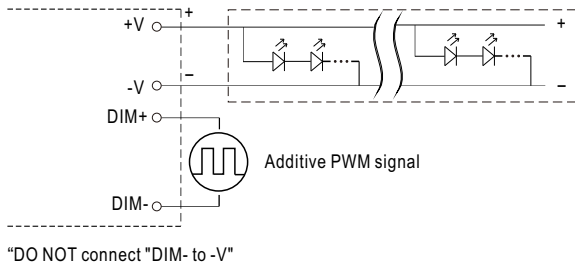 +V + +
-V – –
DIM+
Additive PWM signal
DIM-
“DO NOT connect "DIM- to -V"